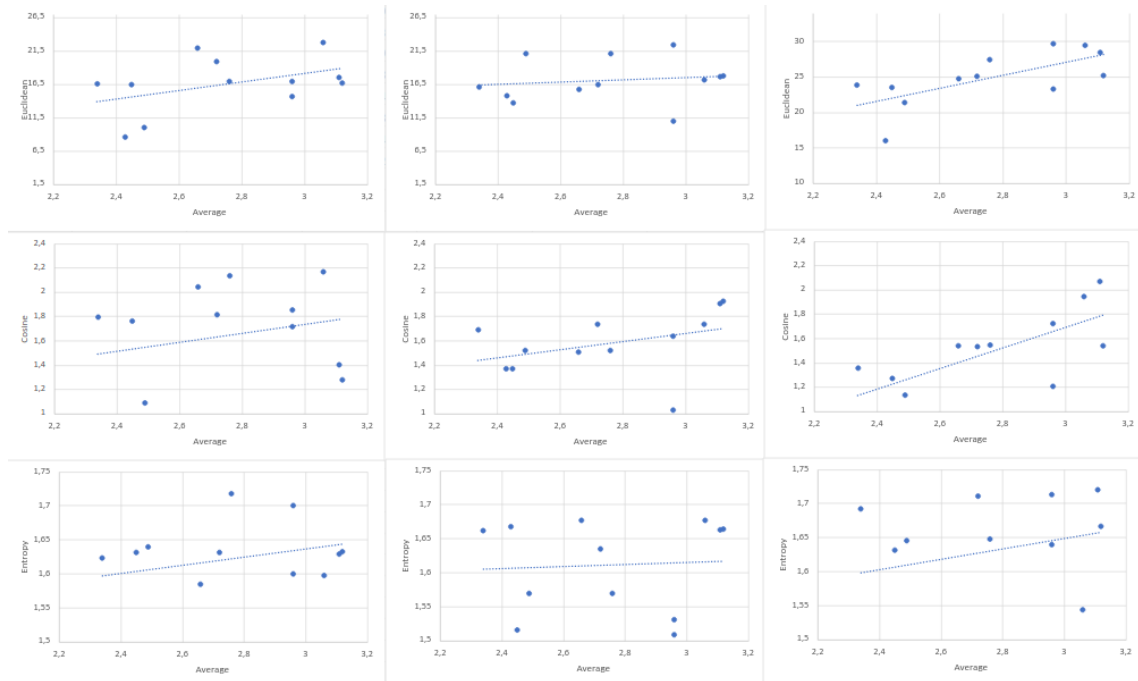 26,5 21,5 16,5 11,5 6,5 1,5
Euclidean
2,2 2,4 2,6 2,8 3 3,2
Average
26,5 21,5 16,5 11,5 6,5 1,5
Euclidean
2,2 2,4 2,6 2,8 3 3,2
Average
30 25 20 15 10
Euclidean
2,2 2,4 2,6 2,8 3 3,2
Average
2,4 2,2 2 1,8 1,6 1,4 1,2 1
Cosine
2,2 2,4 2,6 2,8 3 3,2
Average
2,4 2,2 2 1,8 1,6 1,4 1,2 1
Cosine
2,2 2,4 2,6 2,8 3 3,2
Average
2,4 2,2 2 1,8 1,6 1,4 1,2 1
Cosine
2,2 2,4 2,6 2,8 3 3,2
Average
1,75 1,7 1,65 1,6 1,55 1,5
Entropy
2,2 2,4 2,6 2,8 3 3,2
Average
1,75 1,7 1,65 1,6 1,55 1,5
Entropy
2,2 2,4 2,6 2,8 3 3,2
Average
1,75 1,7 1,65 1,6 1,55 1,5
Entropy
2,2 2,4 2,6 2,8 3 3,2
Average